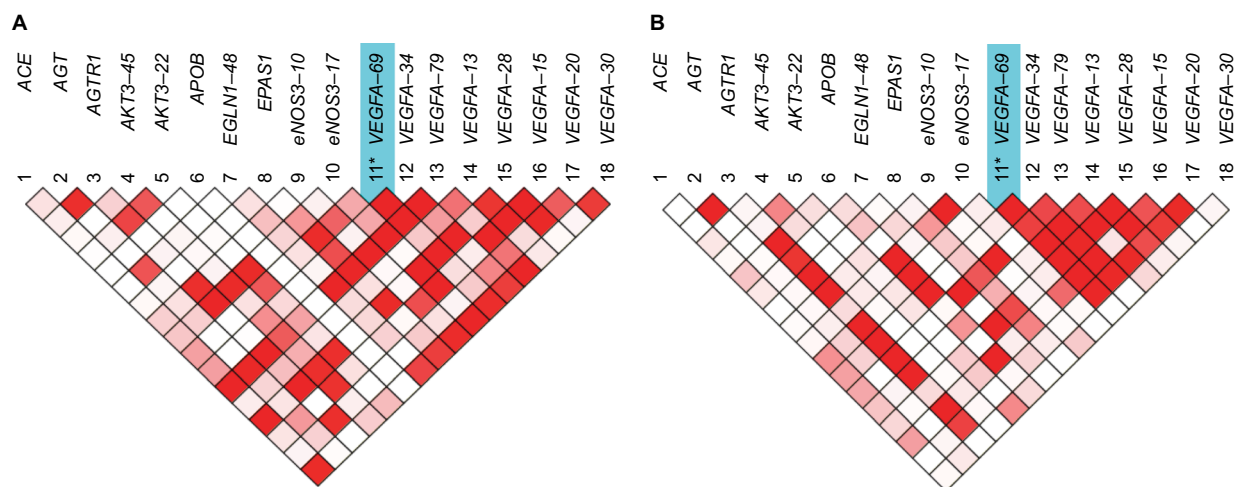 A
ACE
AGT
AGTR1
AKT3–45
AKT3–22
APOB
EGLN1–48
EPAS1
eNOS3–10
eNOS3–17
VEGFA–69
VEGFA–34
VEGFA–79
VEGFA–13
VEGFA–28
VEGFA–15
VEGFA–20
VEGFA–30
1
2
3
4
5
6
7
8
9
10
11*
12
13
14
15
16
17
18
B
ACE
AGT
AGTR1
AKT3–45
AKT3–22
APOB
EGLN1–48
EPAS1
eNOS3–10
eNOS3–17
VEGFA–69
VEGFA–34
VEGFA–79
VEGFA–13
VEGFA–28
VEGFA–15
VEGFA–20
VEGFA–30
1
2
3
4
5
6
7
8
9
10
11*
12
13
14
15
16
17
18